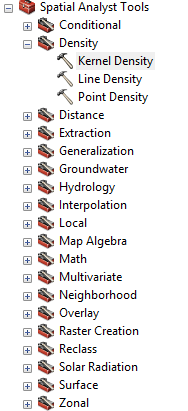 Spatial Analyst Tools
Conditional
Density
Kernel Density
Line Density
Point Density
Distance
Extraction
Generalization
Groundwater
Hydrology
Interpolation
Local
Map Algebra
Math
Multivariate
Neighborhood
Overlay
Raster Creation
Reclass
Solar Radiation
Surface
Zonal